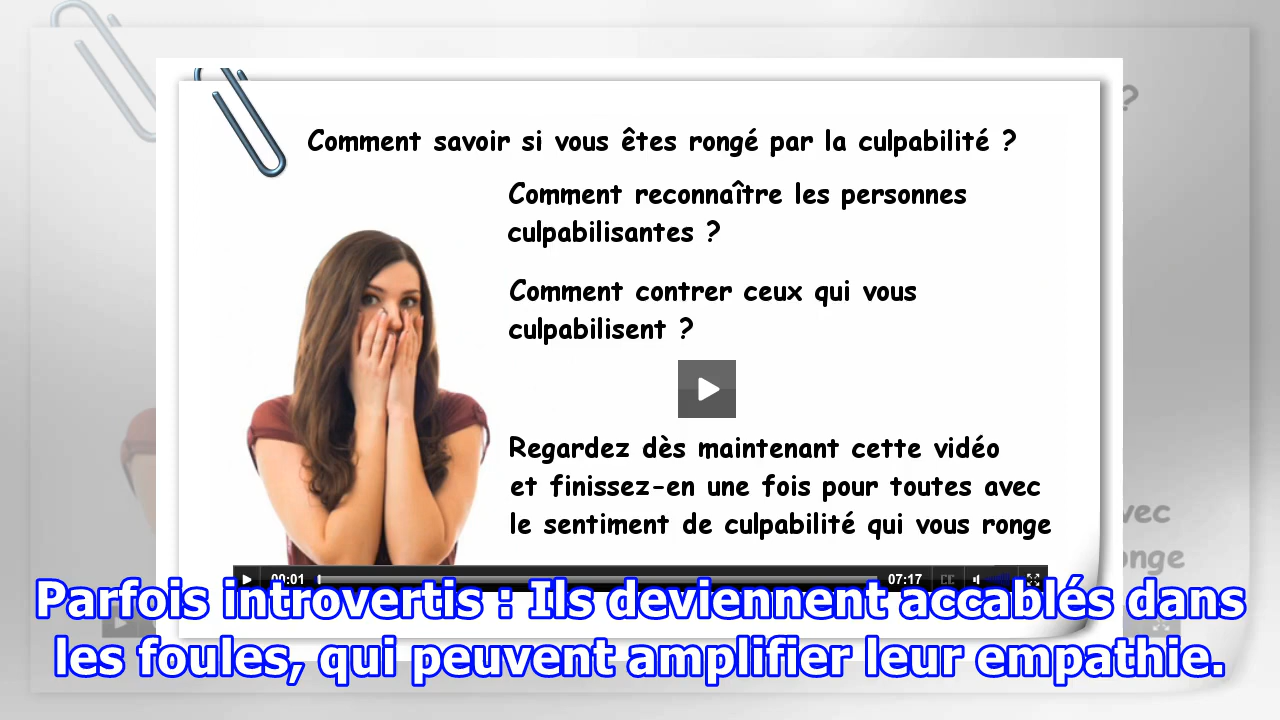 Comment savoir si vous êtes rongé par la culpabilité ?
Comment reconnaître les personnes
culpabilisantes ?
Comment contrer ceux qui vous
culpabilisent ?
Regardez dès maintenant cette vidéo
et finissez-en une fois pour toutes avec
le sentiment de culpabilité qui vous ronge
00:01
07:17
CC
Parfois introvertis : Ils deviennent accablés dans
les foules, qui peuvent amplifier leur empathie.
?
vec
onge